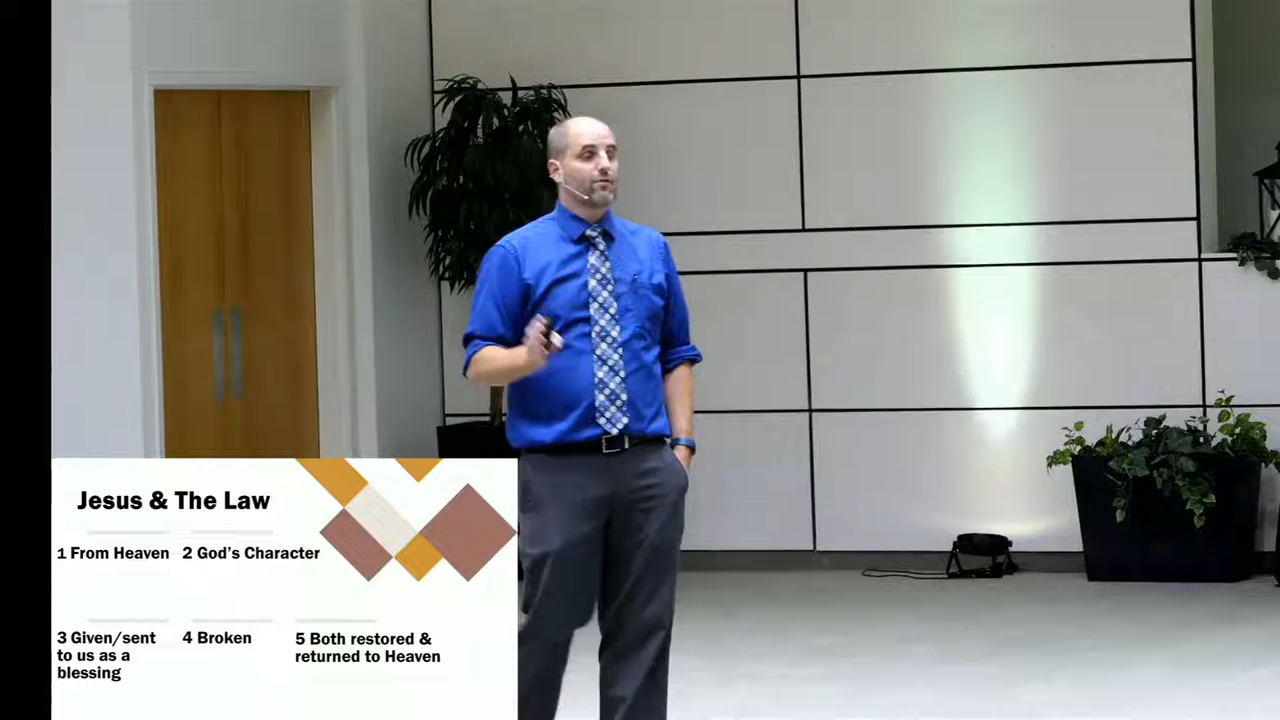 Jesus & The Law
1 From Heaven
2 God's Character
3 Given/sent
to us as a
blessing
4 Broken
5 Both restored &
returned to Heaven